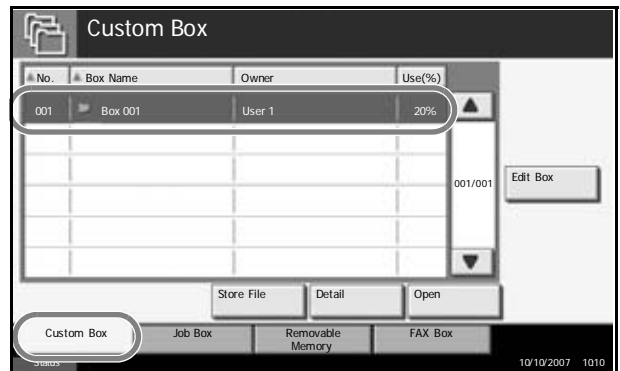 Custom Box
No. Box Name Owner Use(%)
001 Box 001 User 1 20%
001/001
Edit Box
Store File Detail Open
Custom Box Job Box Removable Memory FAX Box
Status 10/10/2007 1010